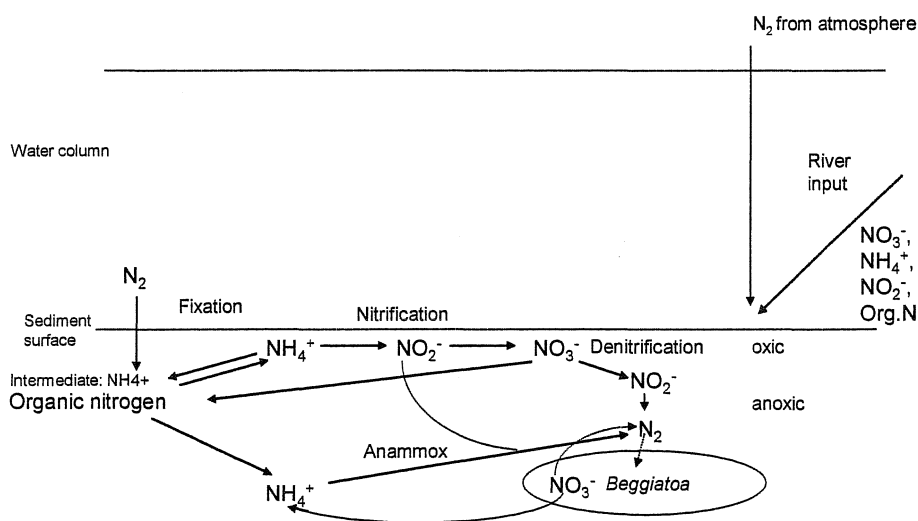 N₂ from atmosphere
Water column
River
input
NO₃⁻,
NH₄⁺,
NO₂⁻,
Org.N
N₂
Fixation
Nitrification
Sediment
surface
NH₄⁺
NO₂⁻
NO₃⁻
Denitrification
oxic
Intermediate: NH4+
Organic nitrogen
NO₂⁻
anoxic
N₂
Anammox
NH₄⁺
NO₃⁻ Beggiatoa